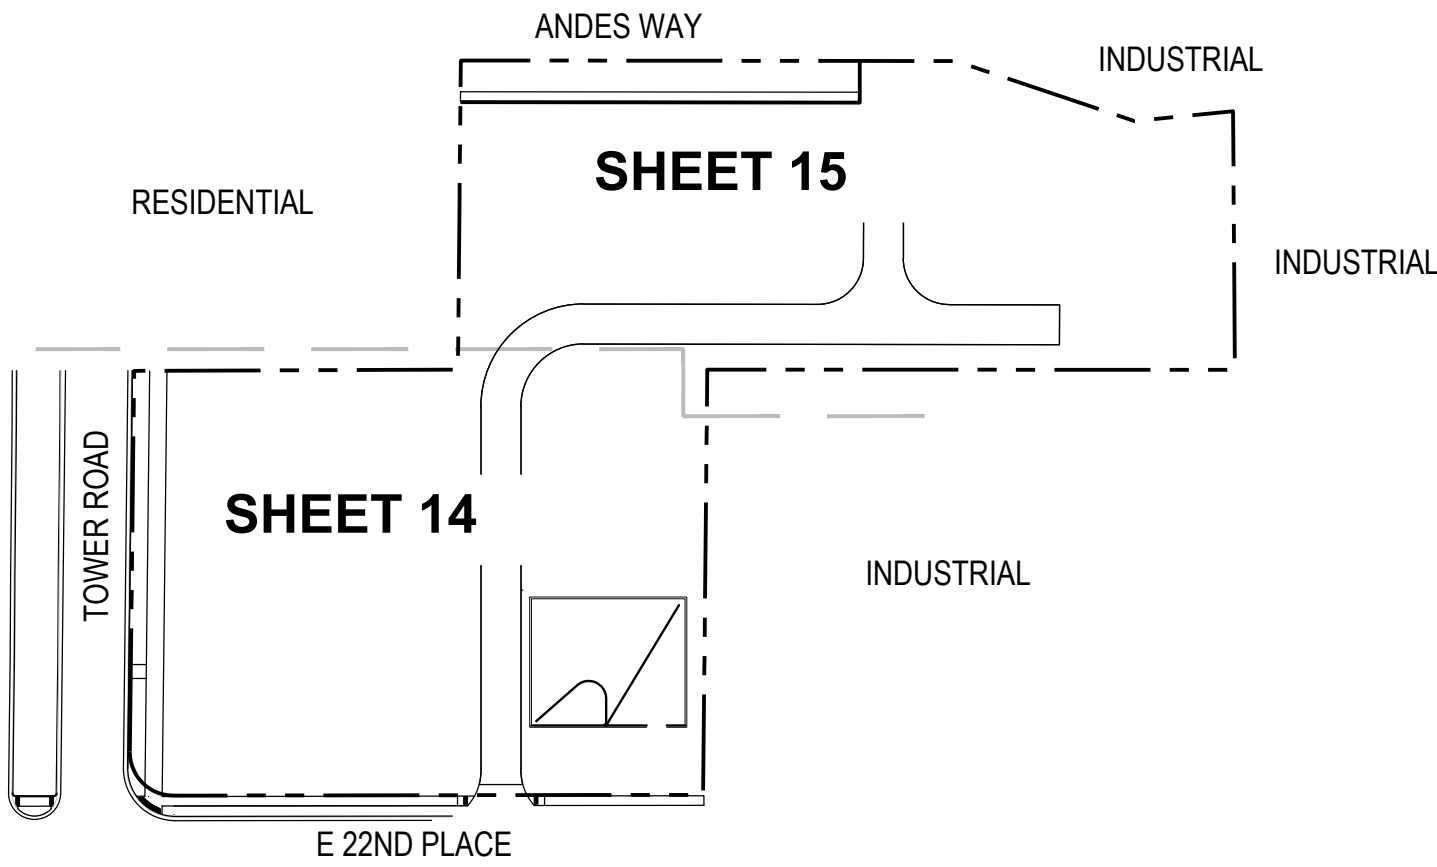 ANDES WAY
INDUSTRIAL
SHEET 15
RESIDENTIAL
INDUSTRIAL
TOWER ROAD
SHEET 14
INDUSTRIAL
E 22ND PLACE